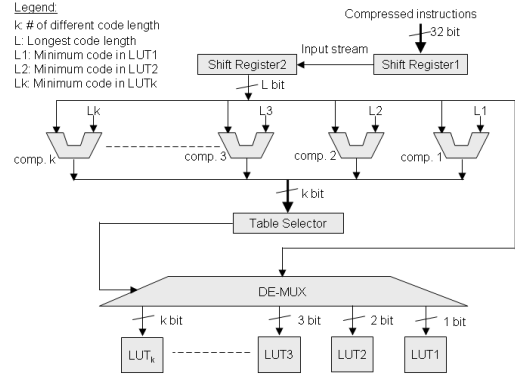 Legend:
k: # of different code length
L: Longest code length
L1: Minimum code in LUT1
L2: Minimum code in LUT2
Lk: Minimum code in LUTk
Compressed instructions
32 bit
Input stream
Shift Register2
Shift Register1
L bit
Lk
L3
L2
L1
comp. k
comp. 3
comp. 2
comp. 1
k bit
Table Selector
DE-MUX
k bit
3 bit
2 bit
1 bit
LUTk
LUT3
LUT2
LUT1